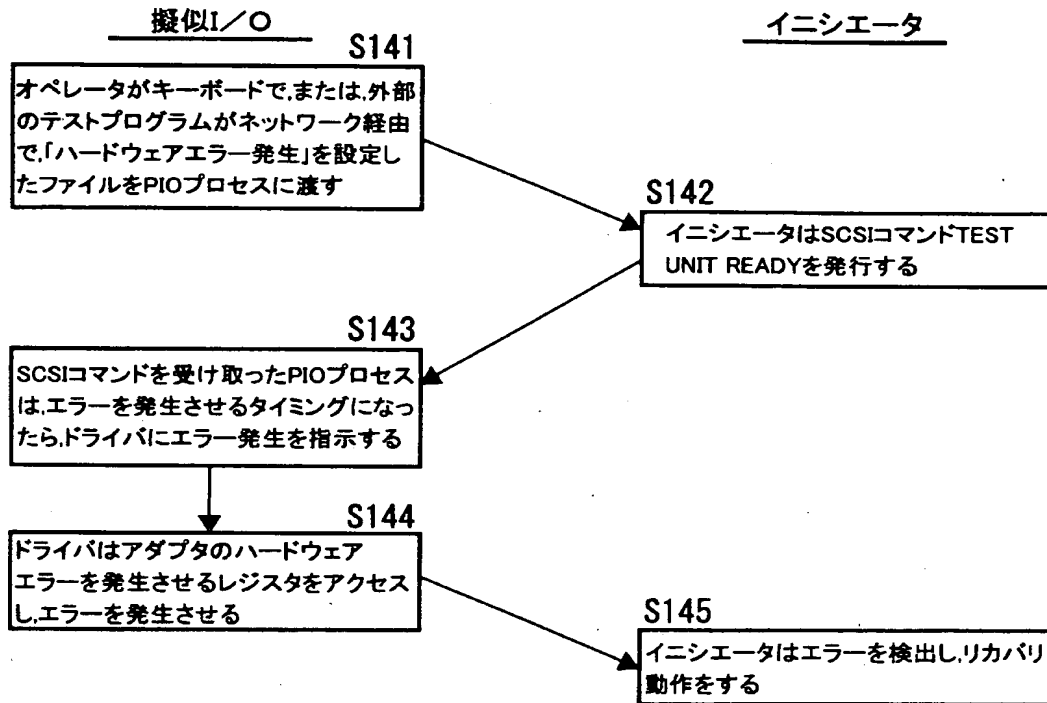 擬似I／O
イニシエータ
S141
オペレータがキーボードで,または,外部
のテストプログラムがネットワーク経由
で,「ハードウェアエラー発生」を設定し
たファイルをPIOプロセスに渡す
S142
イニシエータはSCSIコマンドTEST
UNIT READYを発行する
S143
SCSIコマンドを受け取ったPIOプロセス
は,エラーを発生させるタイミングになっ
たら,ドライバにエラー発生を指示する
S144
ドライバはアダプタのハードウェア
エラーを発生させるレジスタをアクセス
し,エラーを発生させる
S145
イニシエータはエラーを検出し,リカバリ
動作をする